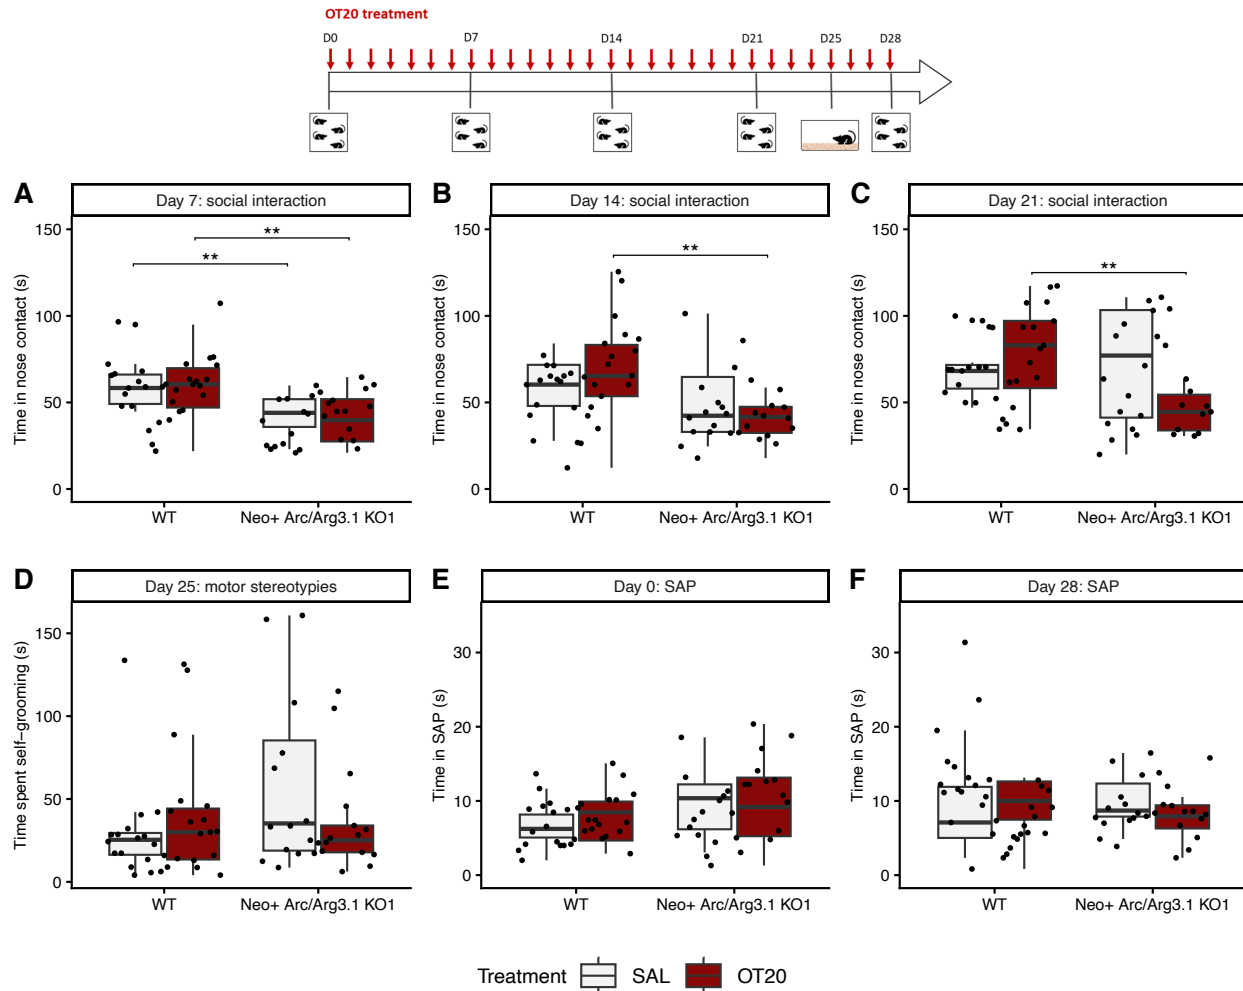 OT20 treatment
D0 D7 D14 D21 D25 D28
A B C
Day 7: social interaction
Day 14: social interaction
Day 21: social interaction
Time in nose contact (s)
150
100
50
0
WT Neo+ Arc/Arg3.1 KO1
**
**
Time in nose contact (s)
150
100
50
0
WT Neo+ Arc/Arg3.1 KO1
**
Time in nose contact (s)
150
100
50
0
WT Neo+ Arc/Arg3.1 KO1
**
D E F
Day 25: motor stereotypies
Day 0: SAP
Day 28: SAP
Time spent self−grooming (s)
150
100
50
0
WT Neo+ Arc/Arg3.1 KO1
Time in SAP (s)
30
20
10
0
WT Neo+ Arc/Arg3.1 KO1
Time in SAP (s)
30
20
10
0
WT Neo+ Arc/Arg3.1 KO1
Treatment SAL OT20